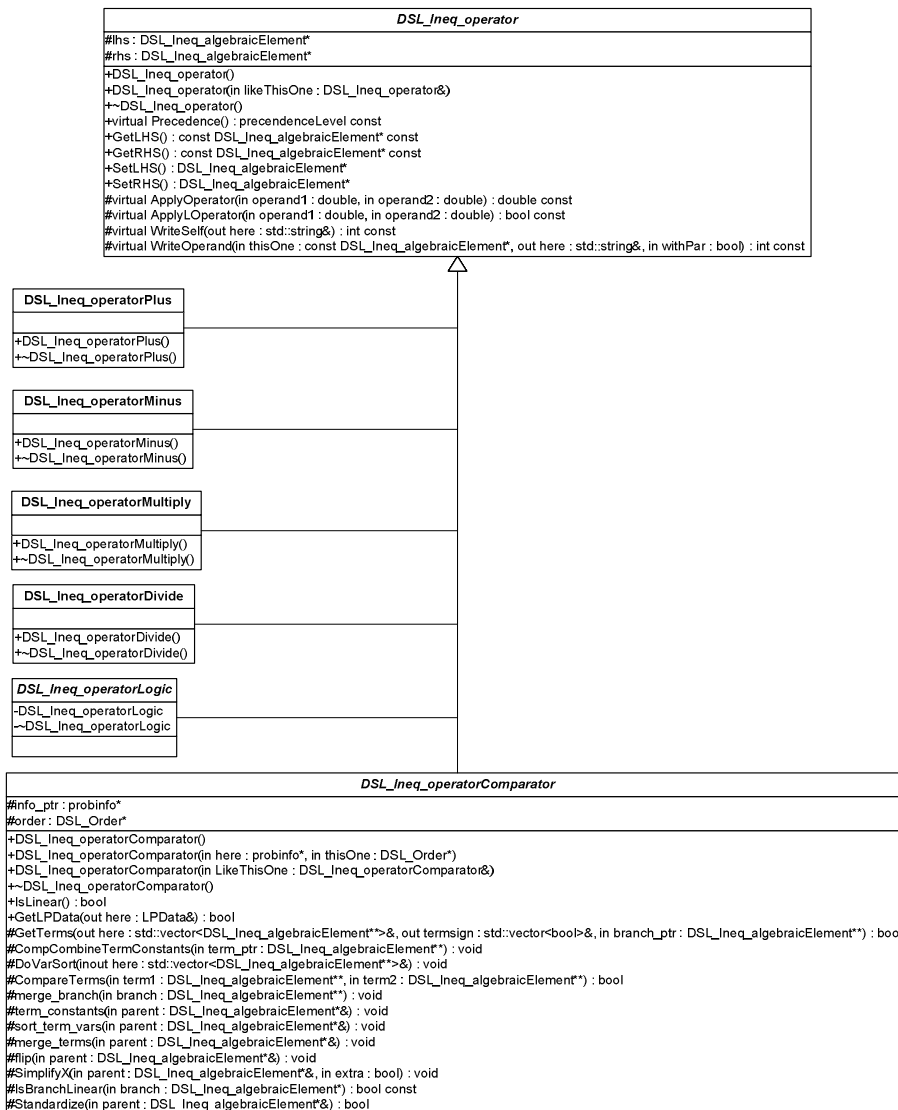 DSL_Ineq_operator
#lhs : DSL_Ineq_algebraicElement*
#rhs : DSL_Ineq_algebraicElement*
+DSL_Ineq_operator()
+DSL_Ineq_operator(in likeThisOne : DSL_Ineq_operator&)
+~DSL_Ineq_operator()
+virtual Precedence() : precendenceLevel const
+GetLHS() : const DSL_Ineq_algebraicElement* const
+GetRHS() : const DSL_Ineq_algebraicElement* const
+SetLHS() : DSL_Ineq_algebraicElement*
+SetRHS() : DSL_Ineq_algebraicElement*
#virtual ApplyOperator(in operand1 : double, in operand2 : double) : double const
#virtual ApplyLOperator(in operand1 : double, in operand2 : double) : bool const
#virtual WriteSelf(out here : std::string&) : int const
#virtual WriteOperand(in thisOne : const DSL_Ineq_algebraicElement*, out here : std::string&, in withPar : bool) : int const
DSL_Ineq_operatorPlus
+DSL_Ineq_operatorPlus()
+~DSL_Ineq_operatorPlus()
DSL_Ineq_operatorMinus
+DSL_Ineq_operatorMinus()
+~DSL_Ineq_operatorMinus()
DSL_Ineq_operatorMultiply
+DSL_Ineq_operatorMultiply()
+~DSL_Ineq_operatorMultiply()
DSL_Ineq_operatorDivide
+DSL_Ineq_operatorDivide()
+~DSL_Ineq_operatorDivide()
DSL_Ineq_operatorLogic
-DSL_Ineq_operatorLogic
-~DSL_Ineq_operatorLogic
DSL_Ineq_operatorComparator
#info_ptr : probinfo*
#order : DSL_Order*
+DSL_Ineq_operatorComparator()
+DSL_Ineq_operatorComparator(in here : probinfo*, in thisOne : DSL_Order*)
+DSL_Ineq_operatorComparator(in LikeThisOne : DSL_Ineq_operatorComparator&)
+~DSL_Ineq_operatorComparator()
+IsLinear() : bool
+GetLPData(out here : LPData&) : bool
#GetTerms(out here : std::vector<DSL_Ineq_algebraicElement**>&, out termsign : std::vector<bool>&, in branch_ptr : DSL_Ineq_algebraicElement**) : boo
#CompCombineTermConstants(in term_ptr : DSL_Ineq_algebraicElement**) : void
#DoVarSort(inout here : std::vector<DSL_Ineq_algebraicElement**>&) : void
#CompareTerms(in term1 : DSL_Ineq_algebraicElement**, in term2 : DSL_Ineq_algebraicElement**) : bool
#merge_branch(in branch : DSL_Ineq_algebraicElement**) : void
#term_constants(in parent : DSL_Ineq_algebraicElement*&) : void
#sort_term_vars(in parent : DSL_Ineq_algebraicElement*&) : void
#merge_terms(in parent : DSL_Ineq_algebraicElement*&) : void
#flip(in parent : DSL_Ineq_algebraicElement*&) : void
#SimplifyX(in parent : DSL_Ineq_algebraicElement*&, in extra : bool) : void
#IsBranchLinear(in branch : DSL_Ineq_algebraicElement*) : bool const
#Standardize(in parent : DSL_Ineq_algebraicElement*&) : bool